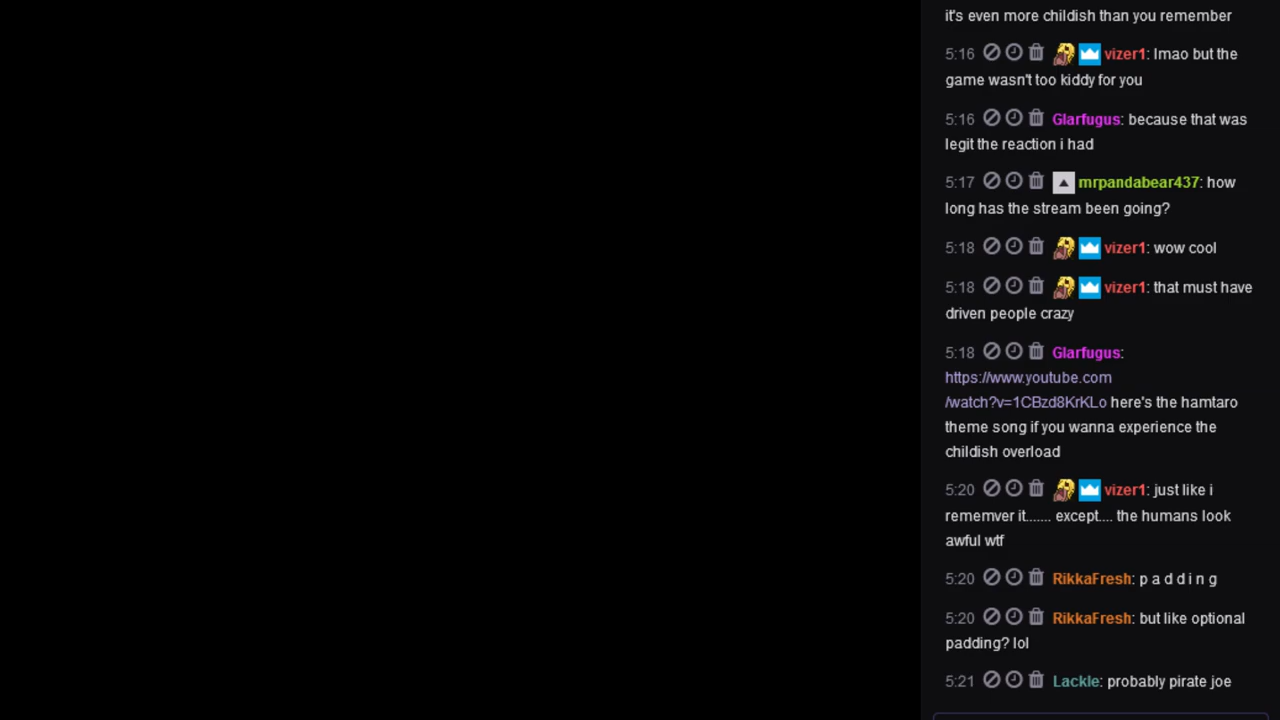 it's even more childish than you remember
5:16 vizer1: lmao but the
game wasn't too kiddy for you
5:16 Glarfugus: because that was
legit the reaction i had
5:17 mrpandabear437: how
long has the stream been going?
5:18 vizer1: wow cool
5:18 vizer1: that must have
driven people crazy
5:18 Glarfugus:
https://www.youtube.com
/watch?v=1CBzd8KrKLo here's the hamtaro
theme song if you wanna experience the
childish overload
5:20 vizer1: just like i
rememver it....... except.... the humans look
awful wtf
5:20 RikkaFresh: p a d d i n g
5:20 RikkaFresh: but like optional
padding? lol
5:21 Lackle: probably pirate joe